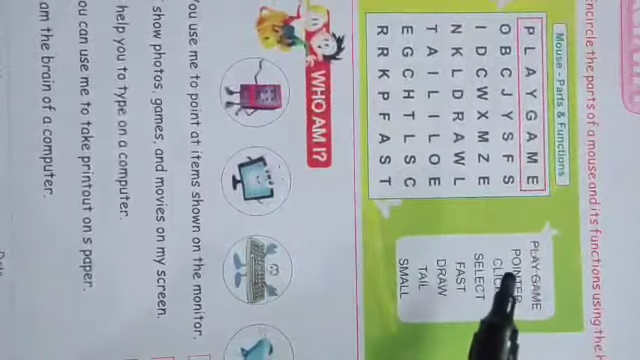 ncircle the parts of a mouse and its functions using the
Mouse - Parts & Functions
P L A Y G A M E
O B C J Y S F S
I D C W X M Z E
N K L D R A W L
T A I L I L O E
E G C H T L S C
R R K P F A S T
PLAY GAME
POINTER
CLIC
SELECT
FAST
DRAW
TAIL
SMALL
WHO AM I?
You use me to point at items shown on the monitor.
show photos, games, and movies on my screen.
help you to type on a computer.
ou can use me to take printout on s paper.
am the brain of a computer.